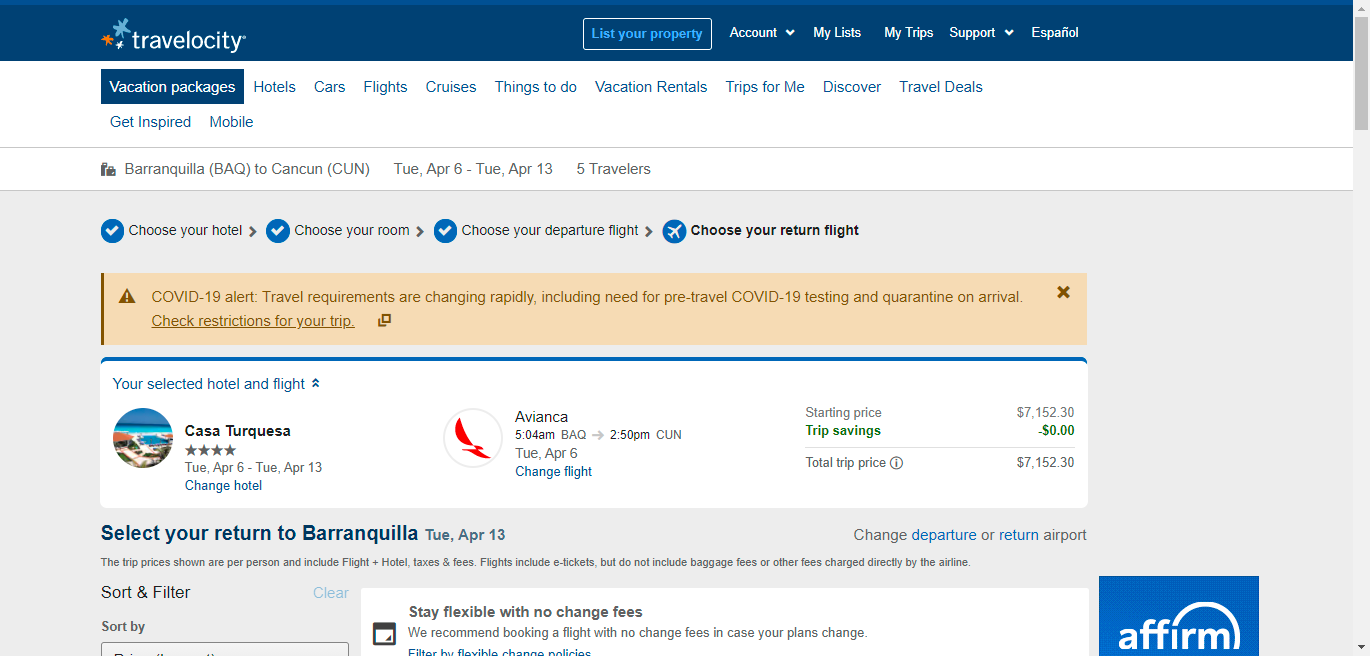 travelocity
List your property
Account
My Lists
My Trips
Support
Español
Vacation packages
Hotels
Cars
Flights
Cruises
Things to do
Vacation Rentals
Trips for Me
Discover
Travel Deals
Get Inspired
Mobile
Barranquilla (BAQ) to Cancun (CUN)
Tue, Apr 6 - Tue, Apr 13
5 Travelers
Choose your hotel
Choose your room
Choose your departure flight
Choose your return flight
COVID-19 alert: Travel requirements are changing rapidly, including need for pre-travel COVID-19 testing and quarantine on arrival.
Check restrictions for your trip.
Your selected hotel and flight
Casa Turquesa
Tue, Apr 6 - Tue, Apr 13
Change hotel
Avianca
5:04am BAQ → 2:50pm CUN
Tue, Apr 6
Change flight
Starting price $7,152.30
Trip savings -$0.00
Total trip price $7,152.30
Select your return to Barranquilla Tue, Apr 13
Change departure or return airport
The trip prices shown are per person and include Flight + Hotel, taxes & fees. Flights include e-tickets, but do not include baggage fees or other fees charged directly by the airline.
Sort & Filter
Clear
Sort by
Stay flexible with no change fees
We recommend booking a flight with no change fees in case your plans change.
Filter by flexible change policies
affirm